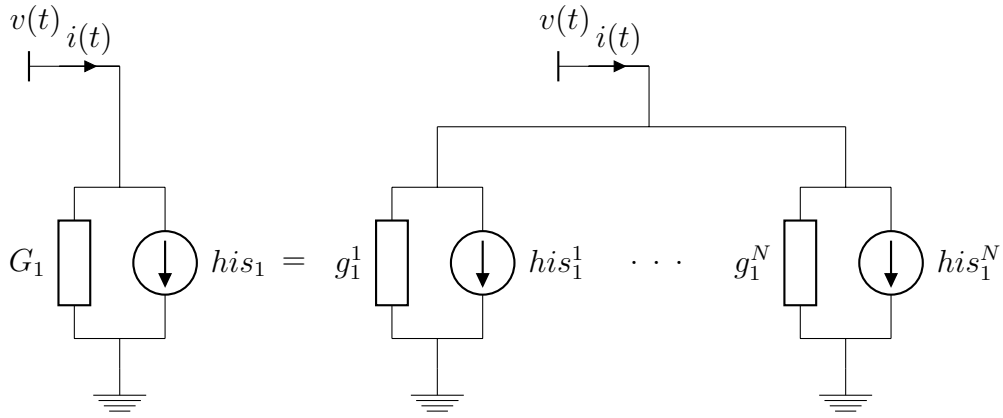 v(t) i(t) v(t) i(t)
G_1 his_1 = g_1^1 his_1^1 · · · g_1^N his_1^N